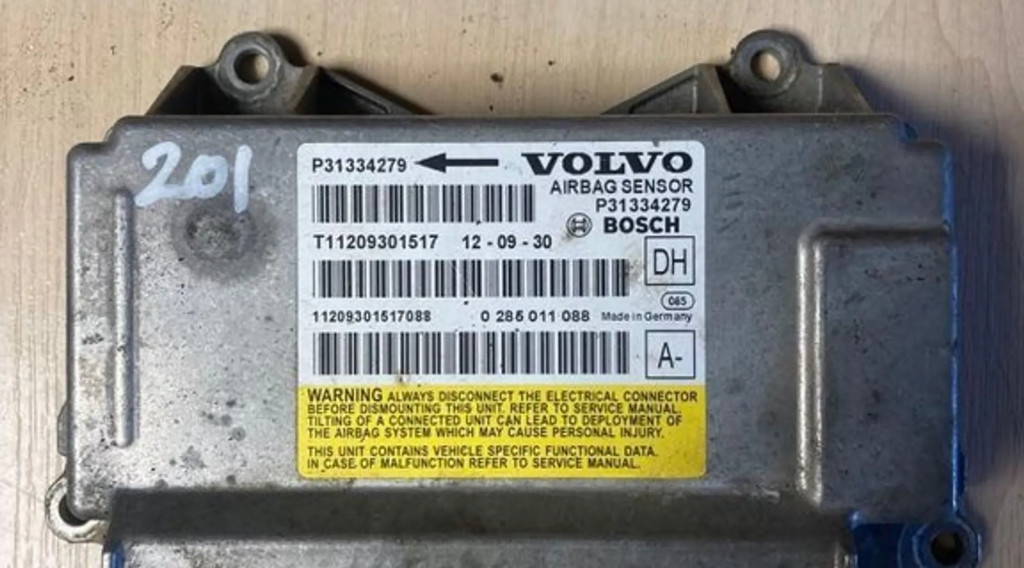 201
P31334279 VOLVO
AIRBAG SENSOR
P31334279
BOSCH
T11209301517 12 - 09 - 30
DH
085
11209301517088 0 285 011 088 Made in Germany
A-
WARNING ALWAYS DISCONNECT THE ELECTRICAL CONNECTOR
BEFORE DISMOUNTING THIS UNIT. REFER TO SERVICE MANUAL.
TILTING OF A CONNECTED UNIT CAN LEAD TO DEPLOYMENT OF
THE AIRBAG SYSTEM WHICH MAY CAUSE PERSONAL INJURY.
THIS UNIT CONTAINS VEHICLE SPECIFIC FUNCTIONAL DATA.
IN CASE OF MALFUNCTION REFER TO SERVICE MANUAL.